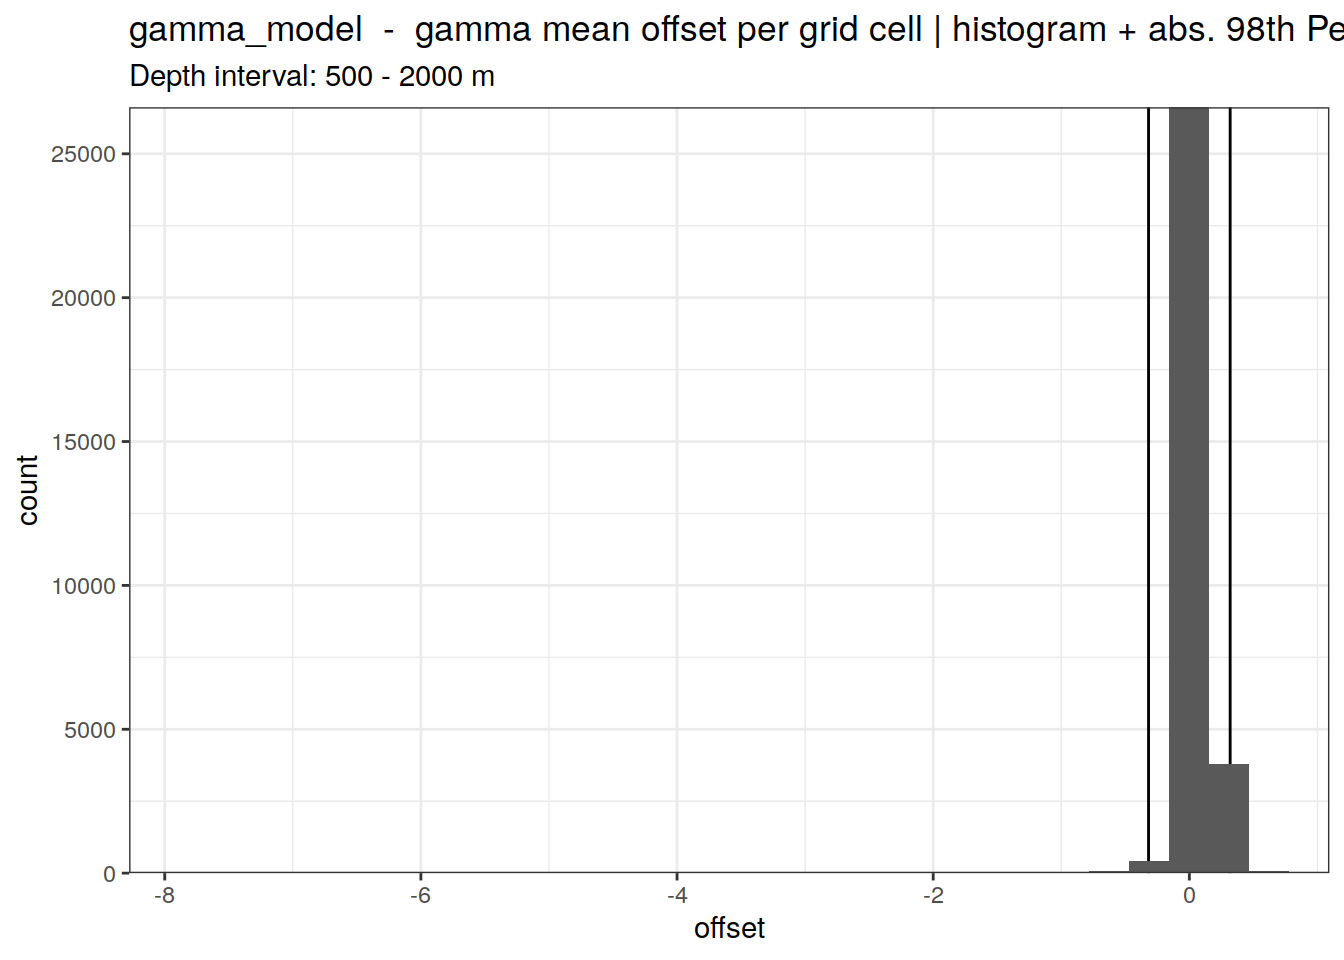 gamma_model - gamma mean offset per grid cell | histogram + abs. 98th Pe
Depth interval: 500 - 2000 m
25000
20000
15000
10000
5000
0
count
-8 -6 -4 -2 0
offset